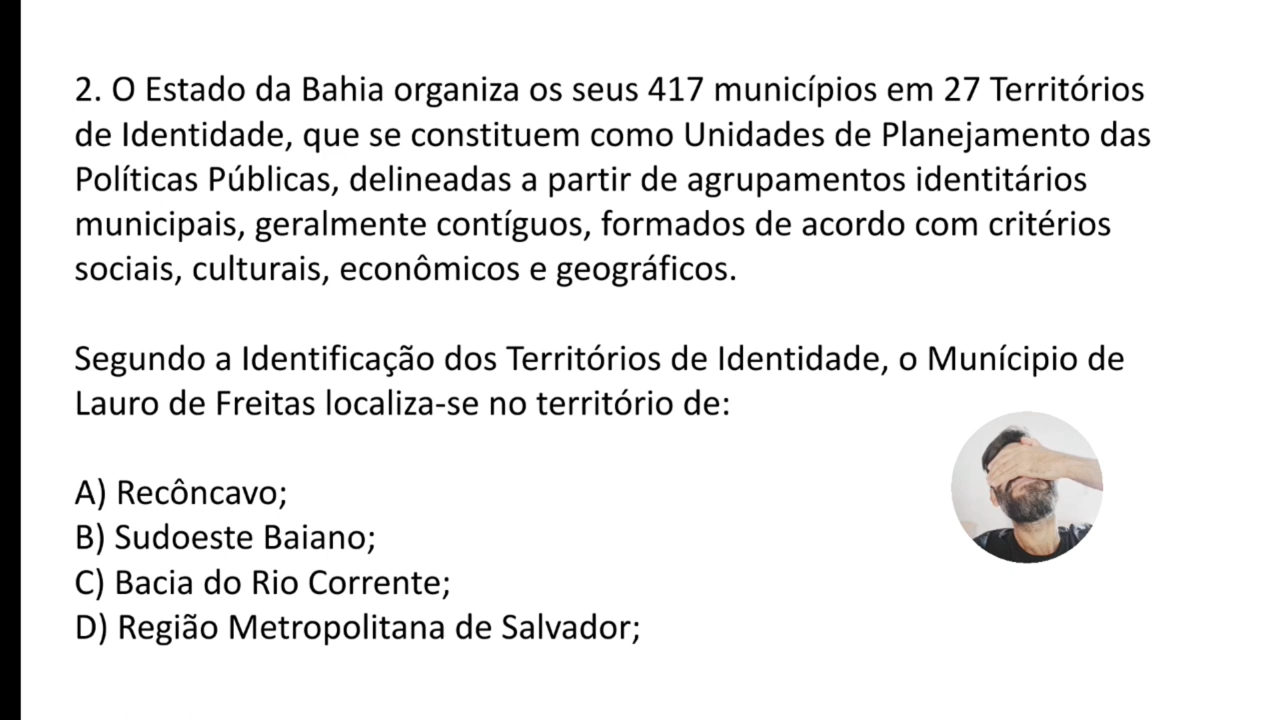 2. O Estado da Bahia organiza os seus 417 municípios em 27 Territórios
de Identidade, que se constituem como Unidades de Planejamento das
Políticas Públicas, delineadas a partir de agrupamentos identitários
municipais, geralmente contíguos, formados de acordo com critérios
sociais, culturais, econômicos e geográficos.
Segundo a Identificação dos Territórios de Identidade, o Munícipio de
Lauro de Freitas localiza-se no território de:
A) Recôncavo;
B) Sudoeste Baiano;
C) Bacia do Rio Corrente;
D) Região Metropolitana de Salvador;